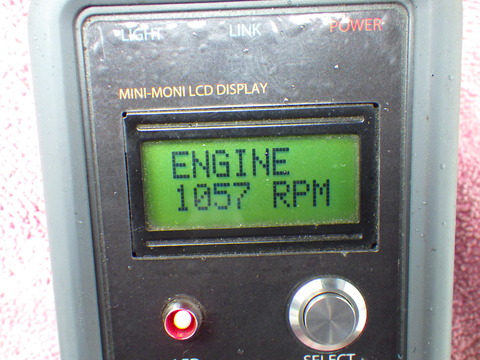 LIGHT LINK POWER
MINI-MONI LCD DISPLAY
ENGINE
1057 RPM
SELECT